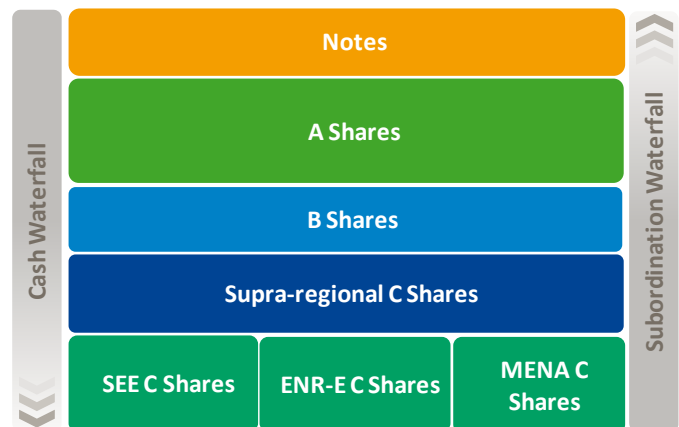 Notes
A Shares
B Shares
Supra-regional C Shares
SEE C Shares
ENR-E C Shares
MENA C
Shares
Cash Waterfall
Subordination Waterfall